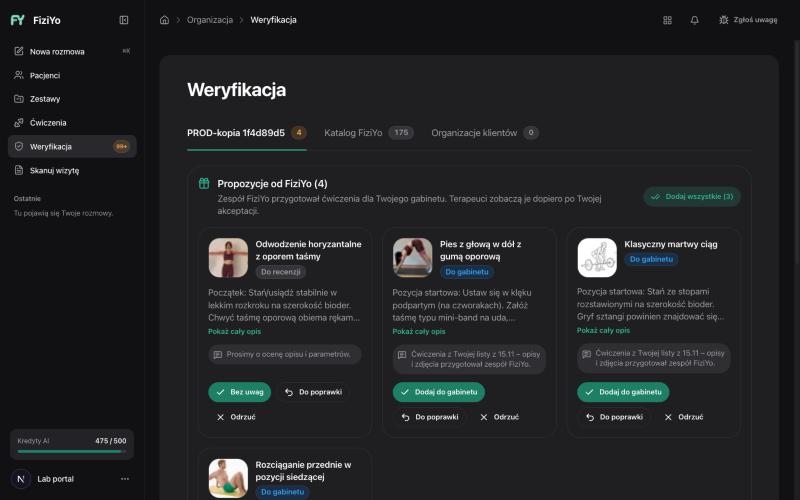 FY FiziYo
Organizacja
Weryfikacja
Zgłoś uwagę
Nowa rozmowa
⌘K
Pacjenci
Zestawy
Ćwiczenia
Weryfikacja
99+
Skanuj wizytę
Ostatnie
Tu pojawią się Twoje rozmowy.
Weryfikacja
PROD-kopia 1f4d89d5 4
Katalog FiziYo 175
Organizacje klientów 0
Propozycje od FiziYo (4)
Zespół FiziYo przygotował ćwiczenia dla Twojego gabinetu. Terapeuci zobaczą je dopiero po Twojej
akceptacji.
Dodaj wszystkie (3)
Odwodzenie horyzontalne
z oporem taśmy
Do recenzji
Początek: Stań/usiądź stabilnie w
lekkim rozkroku na szerokość bioder.
Chwyć taśmę oporową obiema rękam...
Pokaż cały opis
Prosimy o ocenę opisu i parametrów.
Bez uwag
Do poprawki
Odrzuć
Pies z głową w dół z
gumą oporową
Do gabinetu
Pozycja startowa: Ustaw się w klęku
podpartym (na czworakach). Załóż
taśmę typu mini-band na uda,...
Pokaż cały opis
Ćwiczenia z Twojej listy z 15.11 – opisy
i zdjęcia przygotował zespół FiziYo.
Dodaj do gabinetu
Do poprawki
Odrzuć
Klasyczny martwy ciąg
Do gabinetu
Pozycja startowa: Stań ze stopami
rozstawionymi na szerokość bioder.
Gryf sztangi powinien znajdować się...
Pokaż cały opis
Ćwiczenia z Twojej listy z 15.11 – opisy
i zdjęcia przygotował zespół FiziYo.
Dodaj do gabinetu
Do poprawki
Odrzuć
Rozciąganie przednie w
pozycji siedzącej
Do gabinetu
Kredyty AI
475 / 500
N
Lab portal